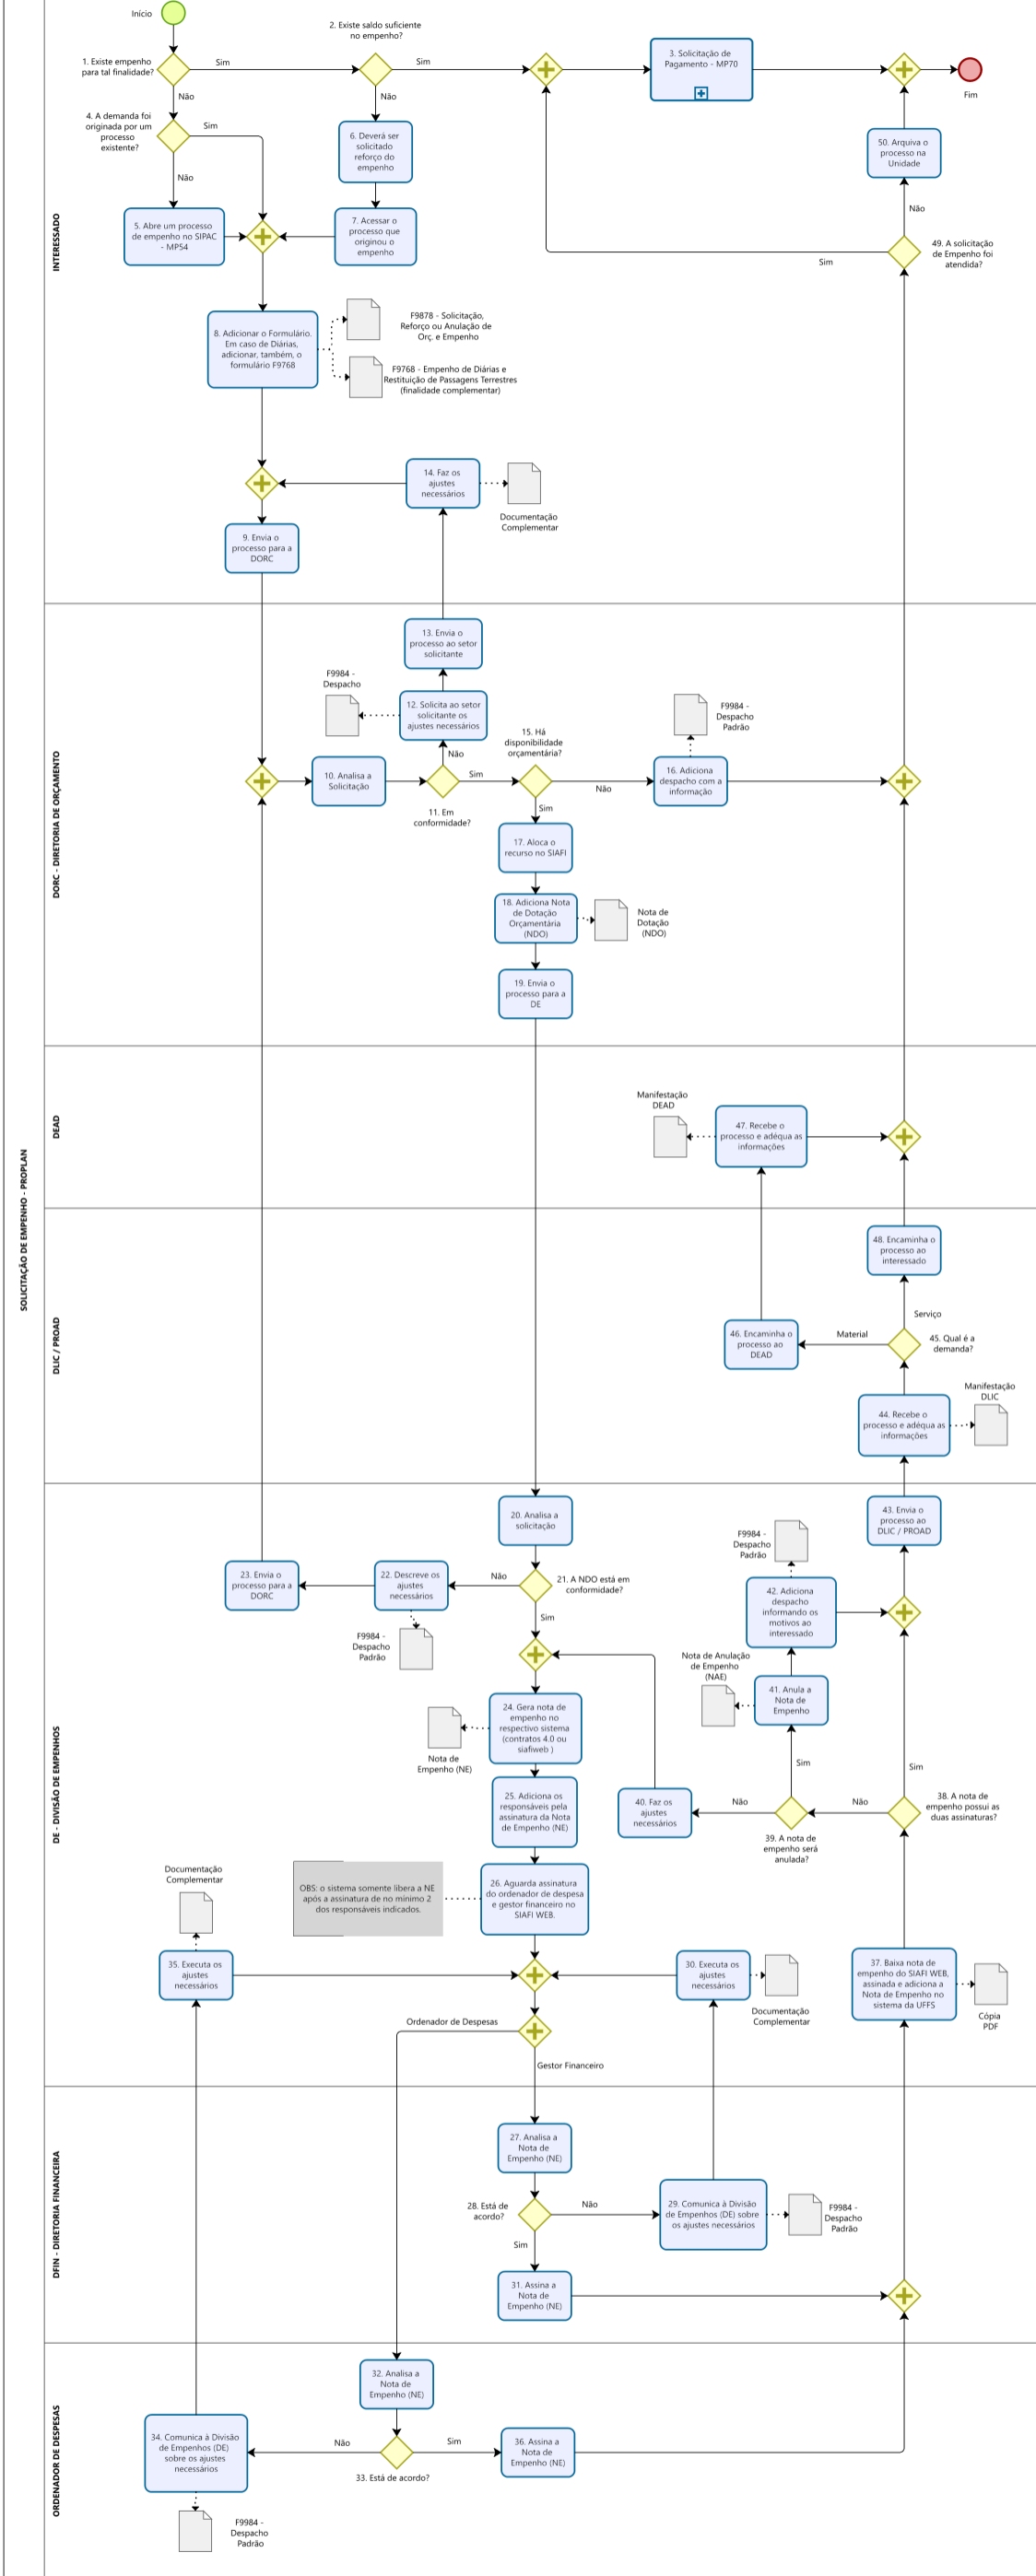 SOLICITAÇÃO DE EMPENHO - PROPLAN
INTERESSADO
Início
1. Existe empenho
para tal finalidade?
Sim
Não
2. Existe saldo suficiente
no empenho?
Sim
Não
3. Solicitação de
Pagamento - MP70
Fim
4. A demanda foi
originada por um
processo
existente?
Sim
Não
5. Abre um processo
de empenho no SIPAC
- MP54
6. Deverá ser
solicitado
reforço do
empenho
7. Acessar o
processo que
originou o
empenho
50. Arquiva o
processo na
Unidade
Não
49. A solicitação
de Empenho foi
atendida?
Sim
8. Adicionar o Formulário.
Em caso de Diárias,
adicionar, também, o
formulário F9768
F9878 - Solicitação,
Reforço ou Anulação de
Orç. e Empenho
F9768 - Empenho de Diárias e
Restituição de Passagens Terrestres
(finalidade complementar)
14. Faz os
ajustes
necessários
Documentação
Complementar
9. Envia o
processo para a
DORC
DORC - DIRETORIA DE ORÇAMENTO
13. Envia o
processo ao setor
solicitante
F9984 -
Despacho
12. Solicita ao setor
solicitante os
ajustes necessários
Não
10. Analisa a
Solicitação
11. Em
conformidade?
Sim
15. Há
disponibilidade
orçamentária?
Não
Sim
F9984 -
Despacho
Padrão
16. Adiciona
despacho com a
informação
17. Aloca o
recurso no SIAFI
18. Adiciona Nota
de Dotação
Orçamentária
(NDO)
Nota de
Dotação
(NDO)
19. Envia o
processo para a
DE
DEAD
Manifestação
DEAD
47. Recebe o
processo e adéqua as
informações
DLIC / PROAD
48. Encaminha o
processo ao
interessado
Serviço
46. Encaminha o
processo ao
DEAD
Material
45. Qual é a
demanda?
44. Recebe o
processo e adéqua as
informações
Manifestação
DLIC
DE - DIVISÃO DE EMPENHOS
20. Analisa a
solicitação
43. Envia o
processo ao
DLIC / PROAD
F9984 -
Despacho
Padrão
23. Envia o
processo para a
DORC
22. Descreve os
ajustes
necessários
Não
21. A NDO está em
conformidade?
Sim
42. Adiciona
despacho
informando os
motivos ao
interessado
F9984 -
Despacho
Padrão
Nota de Anulação
de Empenho
(NAE)
41. Anula a
Nota de
Empenho
24. Gera nota de
empenho no
respectivo sistema
(contratos 4.0 ou
siafiweb )
Nota de
Empenho (NE)
Sim
Sim
25. Adiciona os
responsáveis pela
assinatura da Nota
de Empenho (NE)
40. Faz os
ajustes
necessários
Não
39. A nota de
empenho será
anulada?
Não
38. A nota de
empenho possui as
duas assinaturas?
Documentação
Complementar
OBS: o sistema somente libera a NE
após a assinatura de no mínimo 2
dos responsáveis indicados.
26. Aguarda assinatura
do ordenador de despesa
e gestor financeiro no
SIAFI WEB.
35. Executa os
ajustes
necessários
30. Executa os
ajustes
necessários
Documentação
Complementar
37. Baixa nota de
empenho do SIAFI WEB,
assinada e adiciona a
Nota de Empenho no
sistema da UFFS
Cópia
PDF
Ordenador de Despesas
Gestor Financeiro
DFIN - DIRETORIA FINANCEIRA
27. Analisa a
Nota de
Empenho (NE)
28. Está de
acordo?
Não
Sim
29. Comunica à Divisão
de Empenhos (DE) sobre
os ajustes necessários
F9984 -
Despacho
Padrão
31. Assina a
Nota de
Empenho (NE)
ORDENADOR DE DESPESAS
32. Analisa a
Nota de
Empenho (NE)
34. Comunica à Divisão
de Empenhos (DE)
sobre os ajustes
necessários
Não
33. Está de acordo?
Sim
36. Assina a
Nota de
Empenho (NE)
F9984 -
Despacho
Padrão